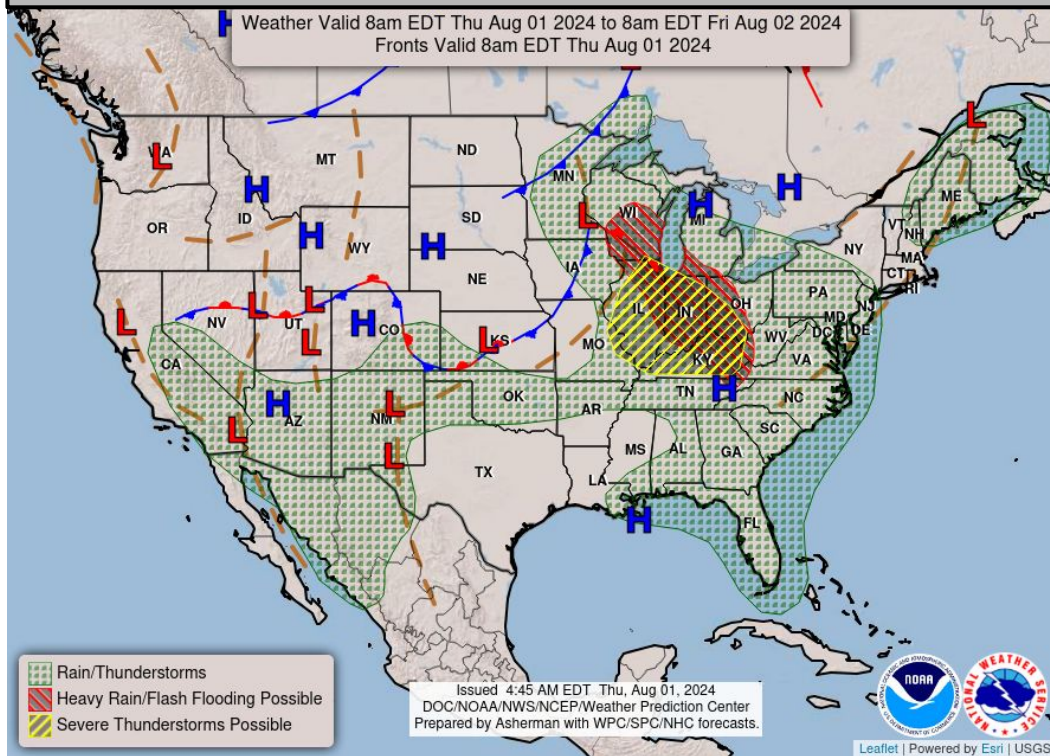 Weather Valid 8am EDT Thu Aug 01 2024 to 8am EDT Fri Aug 02 2024
Fronts Valid 8am EDT Thu Aug 01 2024
H
L
L
WA
MT
ND
MN
ME
H
H
H
MI
L
WI
OR
ID
SD
VT
NH
H
H
WY
NY
MA
IA
CT
RI
NE
PA
L
L
OH
IL
IN
NJ
L
NV
UT
H
CO
MD
DE
DC
L
L
KS
MO
WV
VA
CA
KY
H
AZ
L
NM
OK
TN
H
NC
AR
L
SC
L
TX
MS
AL
GA
LA
H
FL
Rain/Thunderstorms
Heavy Rain/Flash Flooding Possible
Severe Thunderstorms Possible
Issued 4:45 AM EDT Thu, Aug 01, 2024
DOC/NOAA/NWS/NCEP/Weather Prediction Center
Prepared by Asherman with WPC/SPC/NHC forecasts.
NOAA
NATIONAL WEATHER SERVICE
Leaflet | Powered by Esri | USGS